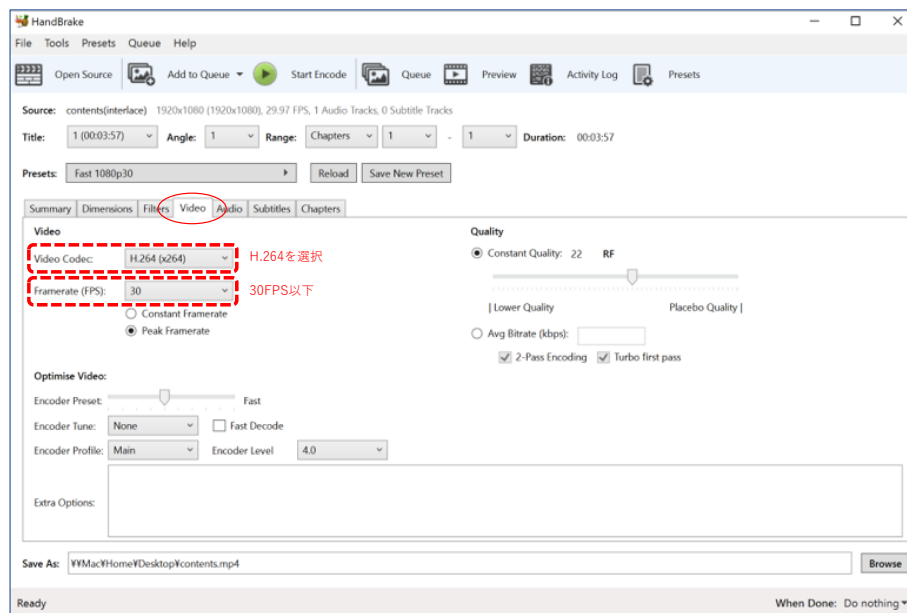 HandBrake
File Tools Presets Queue Help
Open Source Add to Queue Start Encode Queue Preview Activity Log Presets
Source: contents(interlace) 1920x1080 (1920x1080), 29.97 FPS, 1 Audio Tracks, 0 Subtitle Tracks
Title: 1 (00:03:57) Angle: 1 Range: Chapters 1 - 1 Duration: 00:03:57
Presets: Fast 1080p30 Reload Save New Preset
Summary Dimensions Filters Video Audio Subtitles Chapters
Video
Video Codec: H.264 (x264) H.264を選択
Framerate (FPS): 30 30FPS以下
Constant Framerate
Peak Framerate
Quality
Constant Quality: 22 RF
| Lower Quality Placebo Quality |
Avg Bitrate (kbps):
2-Pass Encoding Turbo first pass
Optimise Video:
Encoder Preset: Fast
Encoder Tune: None Fast Decode
Encoder Profile: Main Encoder Level 4.0
Extra Options:
Save As: ¥¥Mac¥Home¥Desktop¥contents.mp4 Browse
Ready When Done: Do nothing